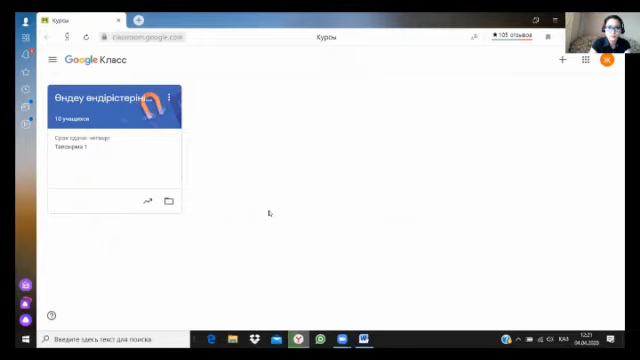 Курсы
classroom.google.com
Курсы
★105 отзывов
Google Класс
Ж
Өндеу өндірістеріні...
10 учащихся
Срок сдачи: четверг
Тапсырма 1
Введите здесь текст для поиска
КАЗ
12:21
04.04.2020